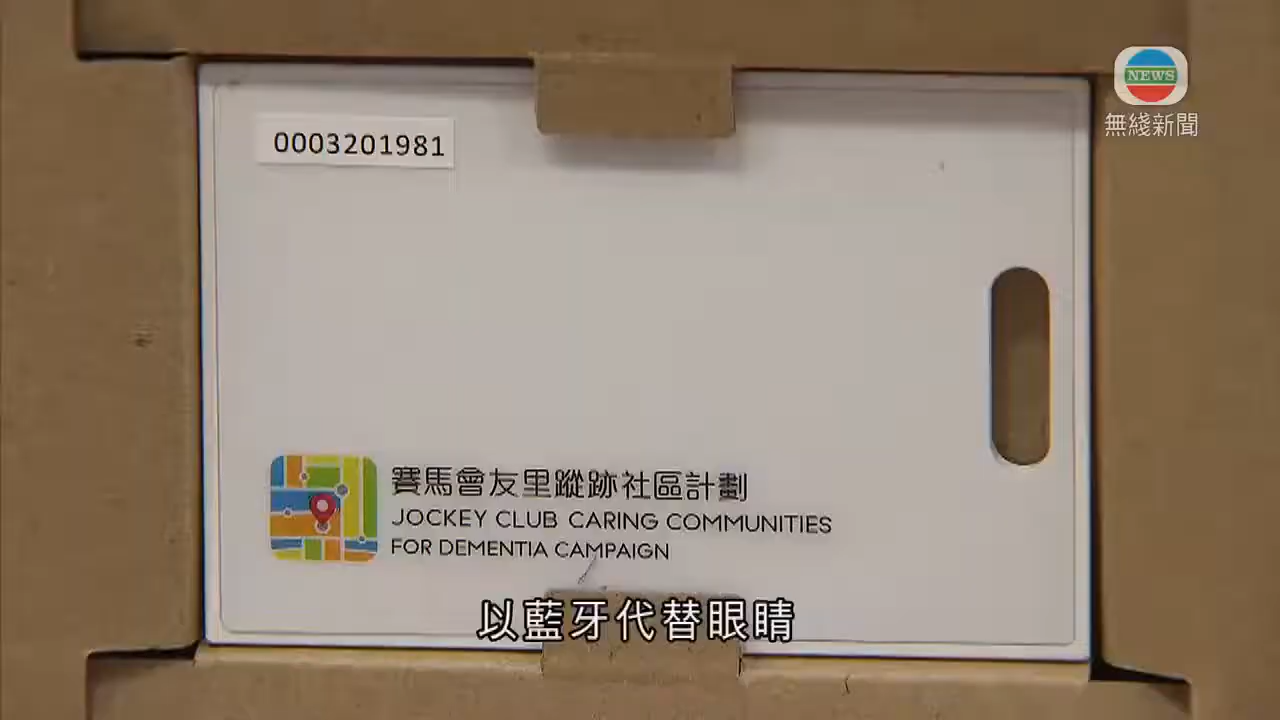 NEWS
無綫新聞
0003201981
賽馬會友里蹤跡社區計劃
JOCKEY CLUB CARING COMMUNITIES
FOR DEMENTIA CAMPAIGN
以藍牙代替眼睛